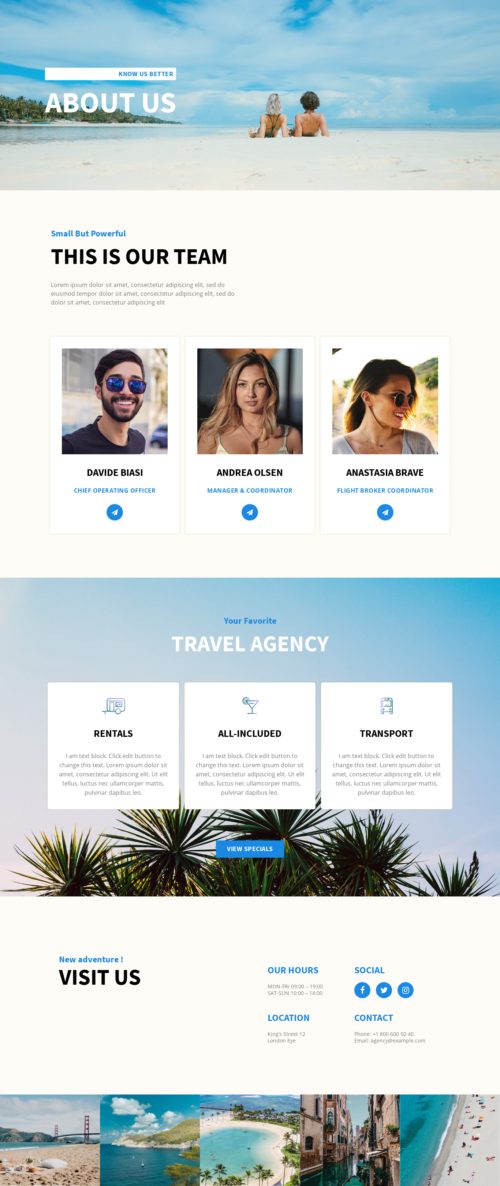 KNOW US BETTER
ABOUT US
Small But Powerful
THIS IS OUR TEAM
Lorem ipsum dolor sit amet, consectetur adipiscing elit, sed do
eiusmod tempor dolor sit amet, consectetur adipiscing elit, sed do
dolor sit amet, consectetur adipiscing elit
DAVIDE BIASI
CHIEF OPERATING OFFICER
ANDREA OLSEN
MANAGER & COORDINATOR
ANASTASIA BRAVE
FLIGHT BROKER COORDINATOR
Your Favorite
TRAVEL AGENCY
RENTALS
I am text block. Click edit button to
change this text. Lorem ipsum dolor sit
amet, consectetur adipiscing elit. Ut elit
tellus, luctus nec ullamcorper mattis,
pulvinar dapibus leo.
ALL-INCLUDED
I am text block. Click edit button to
change this text. Lorem ipsum dolor sit
amet, consectetur adipiscing elit. Ut elit
tellus, luctus nec ullamcorper mattis,
pulvinar dapibus leo.
TRANSPORT
I am text block. Click edit button to
change this text. Lorem ipsum dolor sit
amet, consectetur adipiscing elit. Ut elit
tellus, luctus nec ullamcorper mattis,
pulvinar dapibus leo.
VIEW SPECIALS
New adventure !
VISIT US
OUR HOURS
MON-FRI 09:00 – 19:00
SAT-SUN 10:00 – 14:00
SOCIAL
LOCATION
King's Street 12
London Eye
CONTACT
Phone: +1 800 600 50 40
Email: agency@example.com